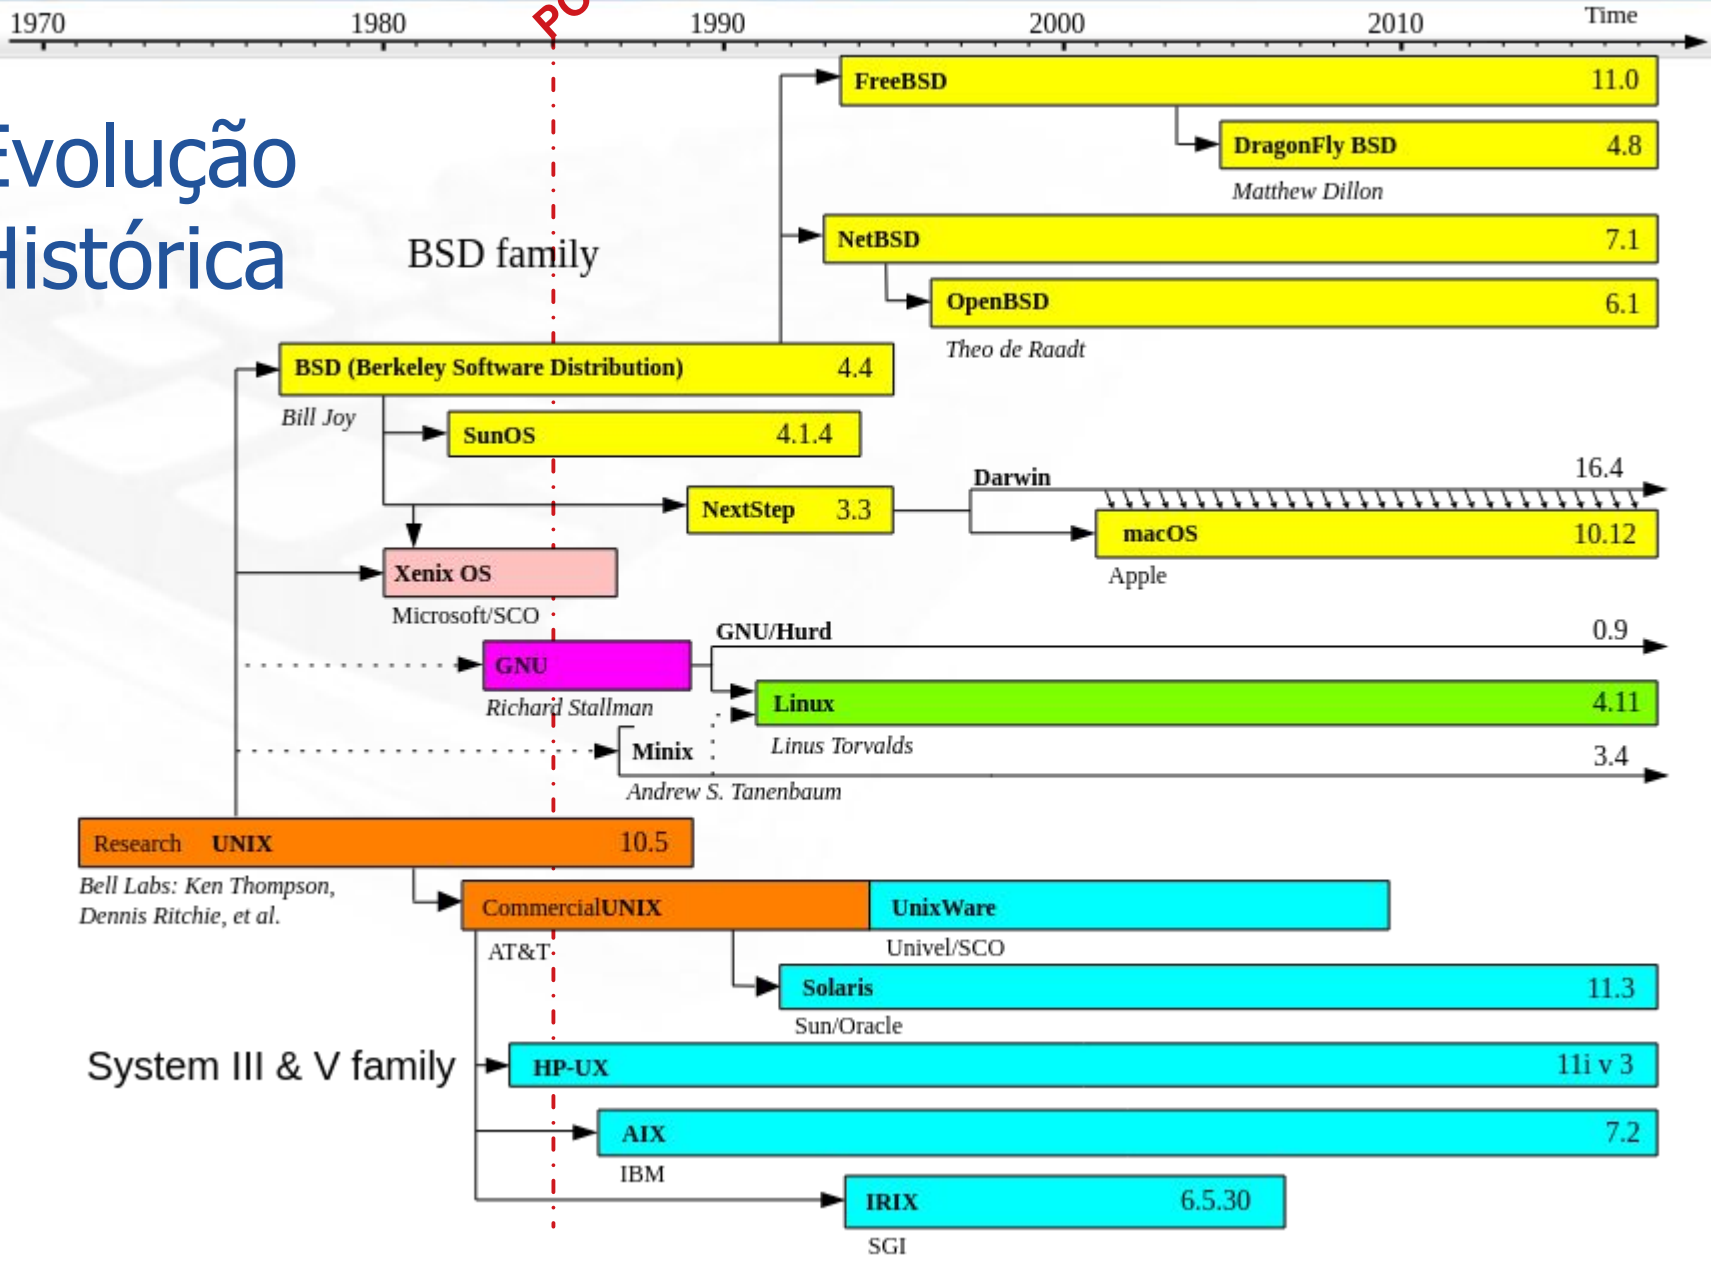 1970 1980 1990 2000 2010 Time
FreeBSD 11.0
DragonFly BSD 4.8
Matthew Dillon
Evolução
Histórica
NetBSD 7.1
BSD family
OpenBSD 6.1
Theo de Raadt
BSD (Berkeley Software Distribution) 4.4
Bill Joy
SunOS 4.1.4
Darwin 16.4
NextStep 3.3
macOS 10.12
Apple
Xenix OS
Microsoft/SCO
GNU/Hurd 0.9
GNU
Richard Stallman
Linux 4.11
Linus Torvalds
Minix 3.4
Andrew S. Tanenbaum
Research UNIX 10.5
Bell Labs: Ken Thompson,
Dennis Ritchie, et al.
CommercialUNIX UnixWare
AT&T Univel/SCO
Solaris 11.3
Sun/Oracle
System III & V family
HP-UX 11i v 3
AIX 7.2
IBM
IRIX 6.5.30
SGI